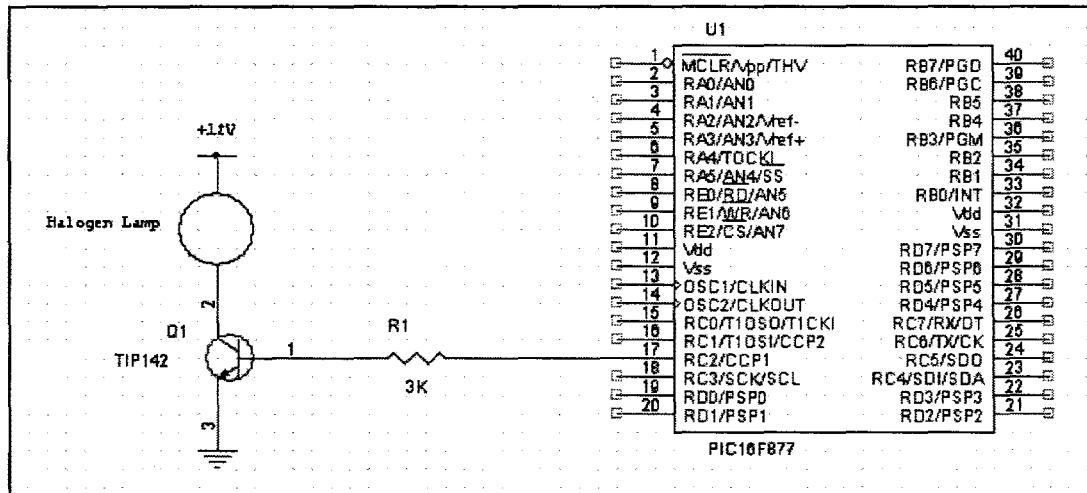 U1
1 MCLR/Vpp/THV RB7/PGD 40
2 RA0/AN0 RB6/PGC 39
3 RA1/AN1 RB5 38
4 RA2/AN2/Vref- RB4 37
5 RA3/AN3/Vref+ RB3/PGM 36
6 RA4/TOCKI RB2 35
7 RA5/AN4/SS RB1 34
8 RE0/RD/AN5 RB0/INT 33
9 RE1/WR/AN6 Vdd 32
10 RE2/CS/AN7 Vss 31
11 Vdd RD7/PSP7 30
12 Vss RD6/PSP6 29
13 OSC1/CLKIN RD5/PSP5 28
14 OSC2/CLKOUT RD4/PSP4 27
15 RC0/T1OSO/T1CKI RC7/RX/DT 26
16 RC1/T1OSI/CCP2 RC6/TX/CK 25
17 RC2/CCP1 RC5/SDO 24
18 RC3/SCK/SCL RC4/SDI/SDA 23
19 RD0/PSP0 RD3/PSP3 22
20 RD1/PSP1 RD2/PSP2 21
PIC16F877
Halogen Lamp
2
Q1
TIP142
1
3
R1
3K